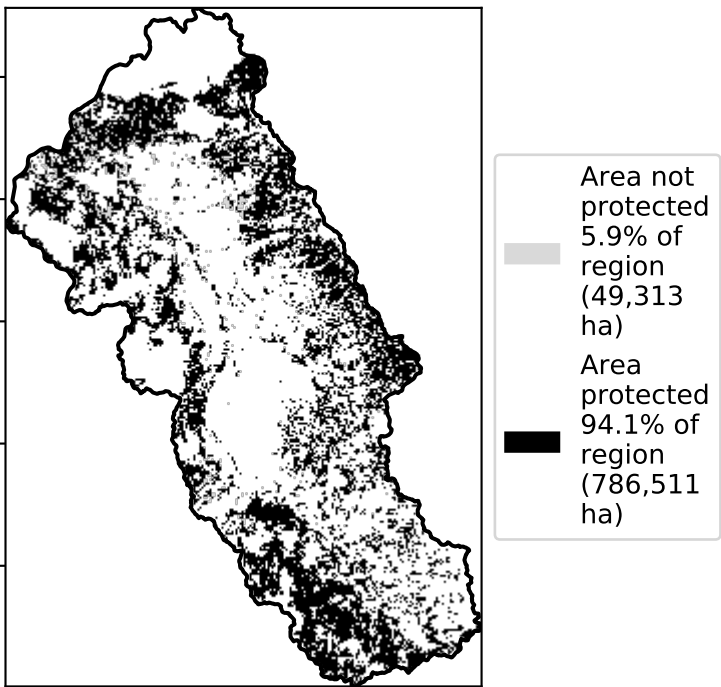 Area not
protected
5.9% of
region
(49,313
ha)
Area
protected
94.1% of
region
(786,511
ha)